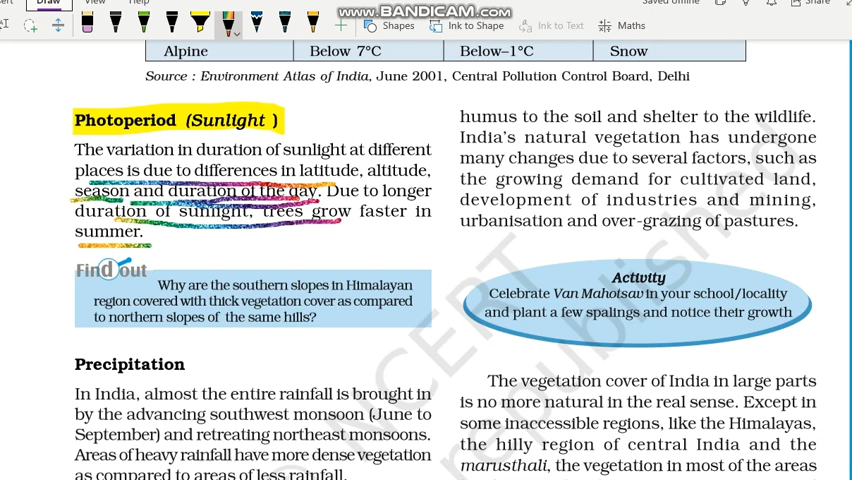 www.BANDICAM.com
Draw
Shapes
Ink to Shape
Ink to Text
Maths
Alpine
Below 7°C
Below–1°C
Snow
Source : Environment Atlas of India, June 2001, Central Pollution Control Board, Delhi
Photoperiod (Sunlight )
The variation in duration of sunlight at different
places is due to differences in latitude, altitude,
season and duration of the day. Due to longer
duration of sunlight, trees grow faster in
summer.
Find out
Why are the southern slopes in Himalayan
region covered with thick vegetation cover as compared
to northern slopes of the same hills?
Precipitation
In India, almost the entire rainfall is brought in
by the advancing southwest monsoon (June to
September) and retreating northeast monsoons.
Areas of heavy rainfall have more dense vegetation
as compared to areas of less rainfall.
humus to the soil and shelter to the wildlife.
India's natural vegetation has undergone
many changes due to several factors, such as
the growing demand for cultivated land,
development of industries and mining,
urbanisation and over-grazing of pastures.
Activity
Celebrate Van Mahotsav in your school/locality
and plant a few spalings and notice their growth
The vegetation cover of India in large parts
is no more natural in the real sense. Except in
some inaccessible regions, like the Himalayas,
the hilly region of central India and the
marusthali, the vegetation in most of the areas
© NCERT
republished